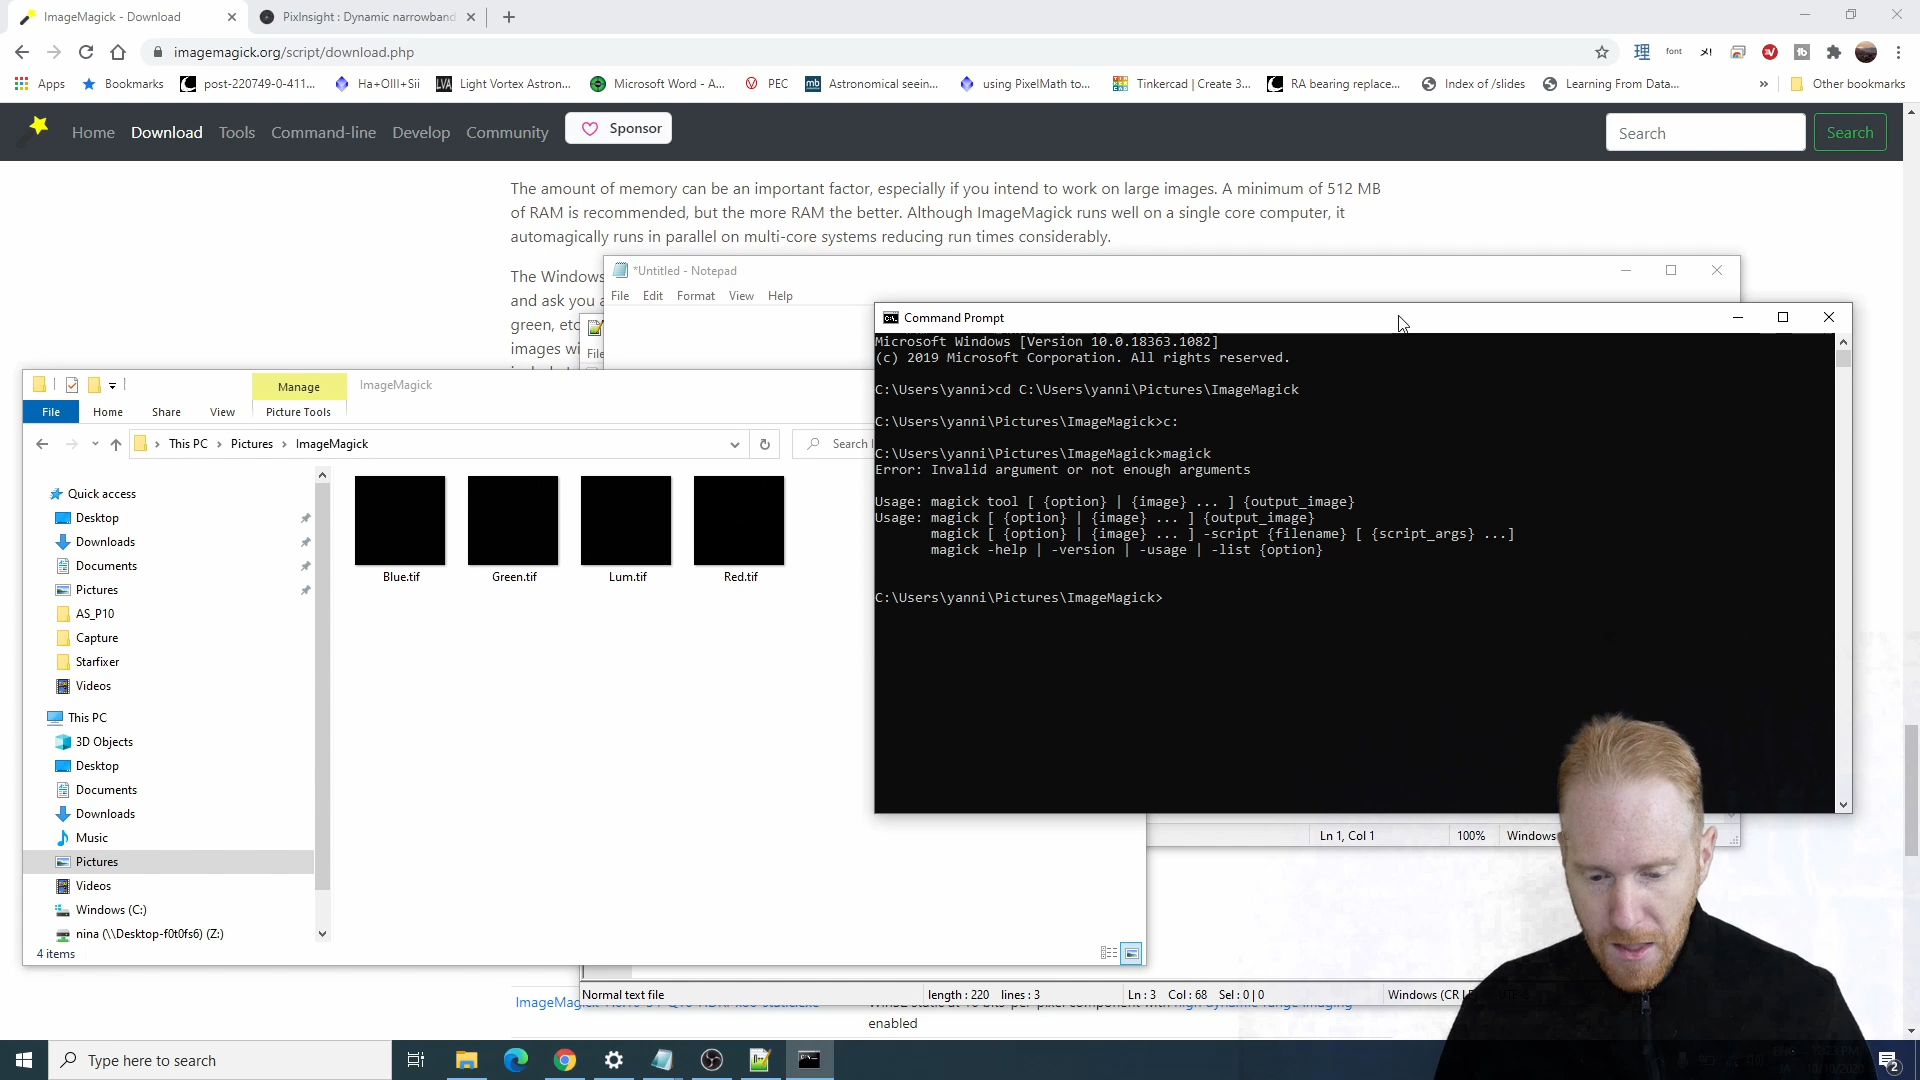 ImageMagick - Download
PixInsight : Dynamic narrowband
imagemagick.org/script/download.php
font
Apps
Bookmarks
post-220749-0-411...
Ha+OIII+Sii
LVA
Light Vortex Astron...
Microsoft Word - A...
PEC
mb
Astronomical seein...
using PixelMath to...
Tinkercad | Create 3...
RA bearing replace...
Index of /slides
Learning From Data...
»
Other bookmarks
Home
Download
Tools
Command-line
Develop
Community
Sponsor
Search
Search
The amount of memory can be an important factor, especially if you intend to work on large images. A minimum of 512 MB
of RAM is recommended, but the more RAM the better. Although ImageMagick runs well on a single core computer, it
automagically runs in parallel on multi-core systems reducing run times considerably.
The Windows
and ask you a
green, etc
images wi
*Untitled - Notepad
File Edit Format View Help
File
Command Prompt
Microsoft Windows [Version 10.0.18363.1082]
(c) 2019 Microsoft Corporation. All rights reserved.
C:\Users\yanni>cd C:\Users\yanni\Pictures\ImageMagick
C:\Users\yanni\Pictures\ImageMagick>c:
C:\Users\yanni\Pictures\ImageMagick>magick
Error: Invalid argument or not enough arguments
Usage: magick tool [ {option} | {image} ... ] {output_image}
Usage: magick [ {option} | {image} ... ] {output_image}
magick [ {option} | {image} ... ] -script {filename} [ {script_args} ...]
magick -help | -version | -usage | -list {option}
C:\Users\yanni\Pictures\ImageMagick>
Manage
ImageMagick
File
Home
Share
View
Picture Tools
This PC > Pictures > ImageMagick
Search I
Quick access
Desktop
Downloads
Documents
Pictures
AS_P10
Capture
Starfixer
Videos
This PC
3D Objects
Desktop
Documents
Downloads
Music
Pictures
Videos
Windows (C:)
nina (\\Desktop-f0t0fs6) (Z:)
4 items
Blue.tif
Green.tif
Lum.tif
Red.tif
Ln 1, Col 1
100%
Windows
Normal text file
length : 220 lines : 3
Ln : 3 Col : 68 Sel : 0 | 0
Windows (CR
enabled
Type here to search
2